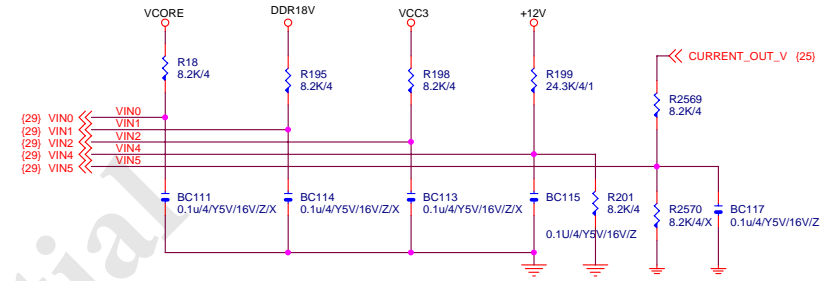 VCORE
DDR18V
VCC3
+12V
CURRENT_OUT_V {25}
R18
8.2K/4
R195
8.2K/4
R198
8.2K/4
R199
24.3K/4/1
R2569
8.2K/4
{29} VIN0 VIN0
{29} VIN1 VIN1
{29} VIN2 VIN2
{29} VIN4 VIN4
{29} VIN5 VIN5
BC111
0.1u/4/Y5V/16V/Z/X
BC114
0.1u/4/Y5V/16V/Z/X
BC113
0.1u/4/Y5V/16V/Z/X
BC115
0.1U/4/Y5V/16V/Z
R201
8.2K/4
R2570
8.2K/4/X
BC117
0.1u/4/Y5V/16V/Z
tial